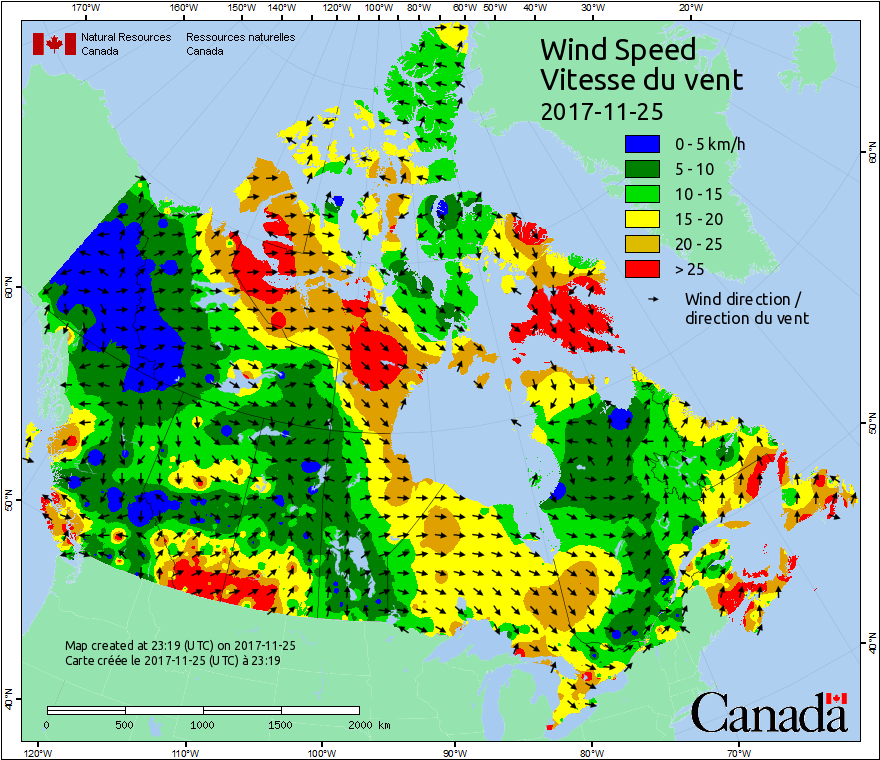 170°W 160°W 150°W 140°W 130°W 120°W 110°W 100°W 90°W 80°W 70°W 60°W 50°W 40°W 30°W 20°W
Natural Resources Ressources naturelles
Canada Canada
Wind Speed
Vitesse du vent
2017-11-25
0 - 5 km/h
5 - 10
10 - 15
15 - 20
20 - 25
> 25
Wind direction /
direction du vent
60°N
60°N
50°N
50°N
40°N
40°N
Map created at 23:19 (UTC) on 2017-11-25
Carte créée le 2017-11-25 (UTC) à 23:19
0 500 1000 1500 2000 km
Canada
120°W 110°W 100°W 90°W 80°W 70°W